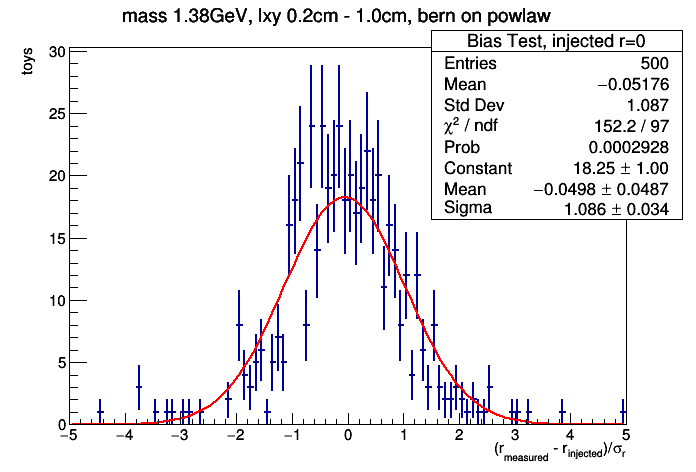 mass 1.38GeV, lxy 0.2cm - 1.0cm, bern on powlaw
toys
Bias Test, injected r=0
Entries 500
Mean −0.05176
Std Dev 1.087
χ² / ndf 152.2 / 97
Prob 0.0002928
Constant 18.25 ± 1.00
Mean −0.0498 ± 0.0487
Sigma 1.086 ± 0.034
30
25
20
15
10
5
0
−5 −4 −3 −2 −1 0 1 2 3 4 5
(r_measured - r_injected)/σ_r